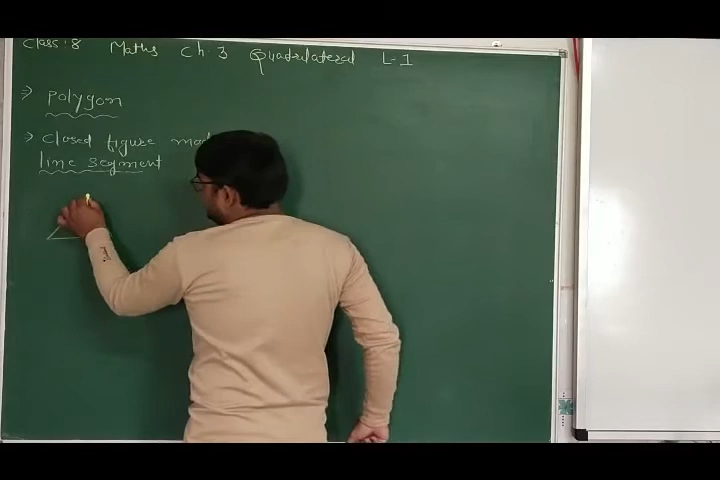 Class: 8 Maths Ch. 3 Quadrilateral L-1
⇒ Polygon
→ Closed figure
line segment